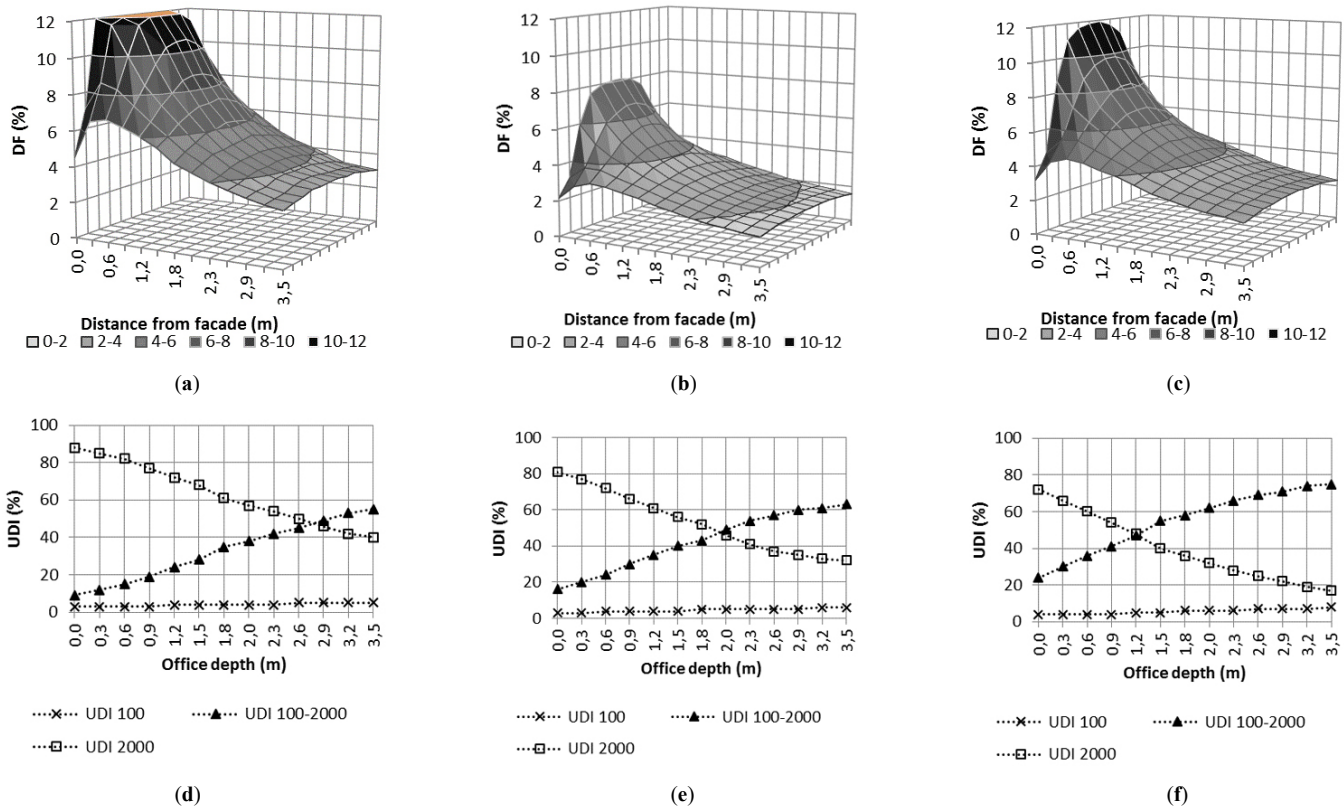 12
10
8
6
4
2
0
DF (%)
0,0
0,6
1,2
1,8
2,3
2,9
3,5
Distance from facade (m)
0-2 2-4 4-6 6-8 8-10 10-12
(a)
12
10
8
6
4
2
0
DF (%)
0,0
0,6
1,2
1,8
2,3
2,9
3,5
Distance from facade (m)
0-2 2-4 4-6 6-8 8-10 10-12
(b)
12
10
8
6
4
2
0
DF (%)
0,0
0,6
1,2
1,8
2,3
2,9
3,5
Distance from facade (m)
0-2 2-4 4-6 6-8 8-10 10-12
(c)
100
80
60
40
20
0
UDI (%)
0,0 0,3 0,6 0,9 1,2 1,5 1,8 2,0 2,3 2,6 2,9 3,2 3,5
Office depth (m)
UDI 100 UDI 100-2000
UDI 2000
(d)
100
80
60
40
20
0
UDI (%)
0,0 0,3 0,6 0,9 1,2 1,5 1,8 2,0 2,3 2,6 2,9 3,2 3,5
Office depth (m)
UDI 100 UDI 100-2000
UDI 2000
(e)
100
80
60
40
20
0
UDI (%)
0,0 0,3 0,6 0,9 1,2 1,5 1,8 2,0 2,3 2,6 2,9 3,2 3,5
Office depth (m)
UDI 100 UDI 100-2000
UDI 2000
(f)